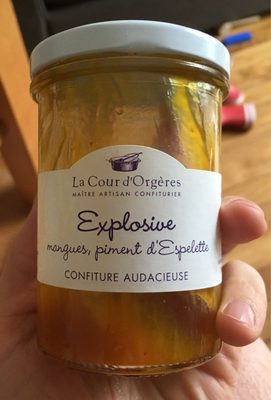 La Cour d'Orgères
MAÎTRE ARTISAN CONFITURIER
Explosive
mangues, piment d'Espelette
CONFITURE AUDACIEUSE